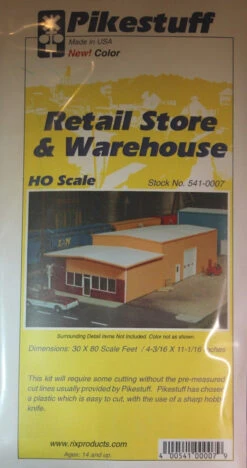 Pikestuff
Made in USA
New! Color
Retail Store
& Warehouse
HO Scale
Stock No. 541-0007
Surrounding Detail Items Not Included. Color not as shown.
Dimensions: 30 X 80 Scale Feet / 4-3/16 X 11-1/16 Inches
This kit will require some cutting without the pre-measured
cut lines usually provided by Pikestuff. Pikestuff has chosen
a plastic which is easy to cut, with the use of a sharp hobby
knife.
www.rixproducts.com
Ages: 14 and up.
4 00541 00007 9